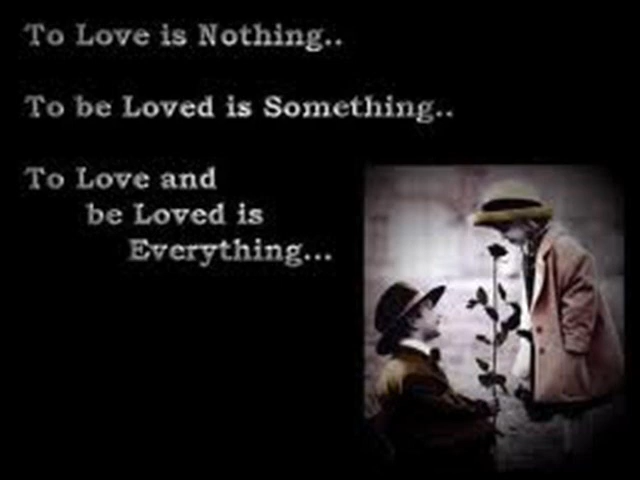 To Love is Nothing..
To be Loved is Something..
To Love and
be Loved is
Everything...